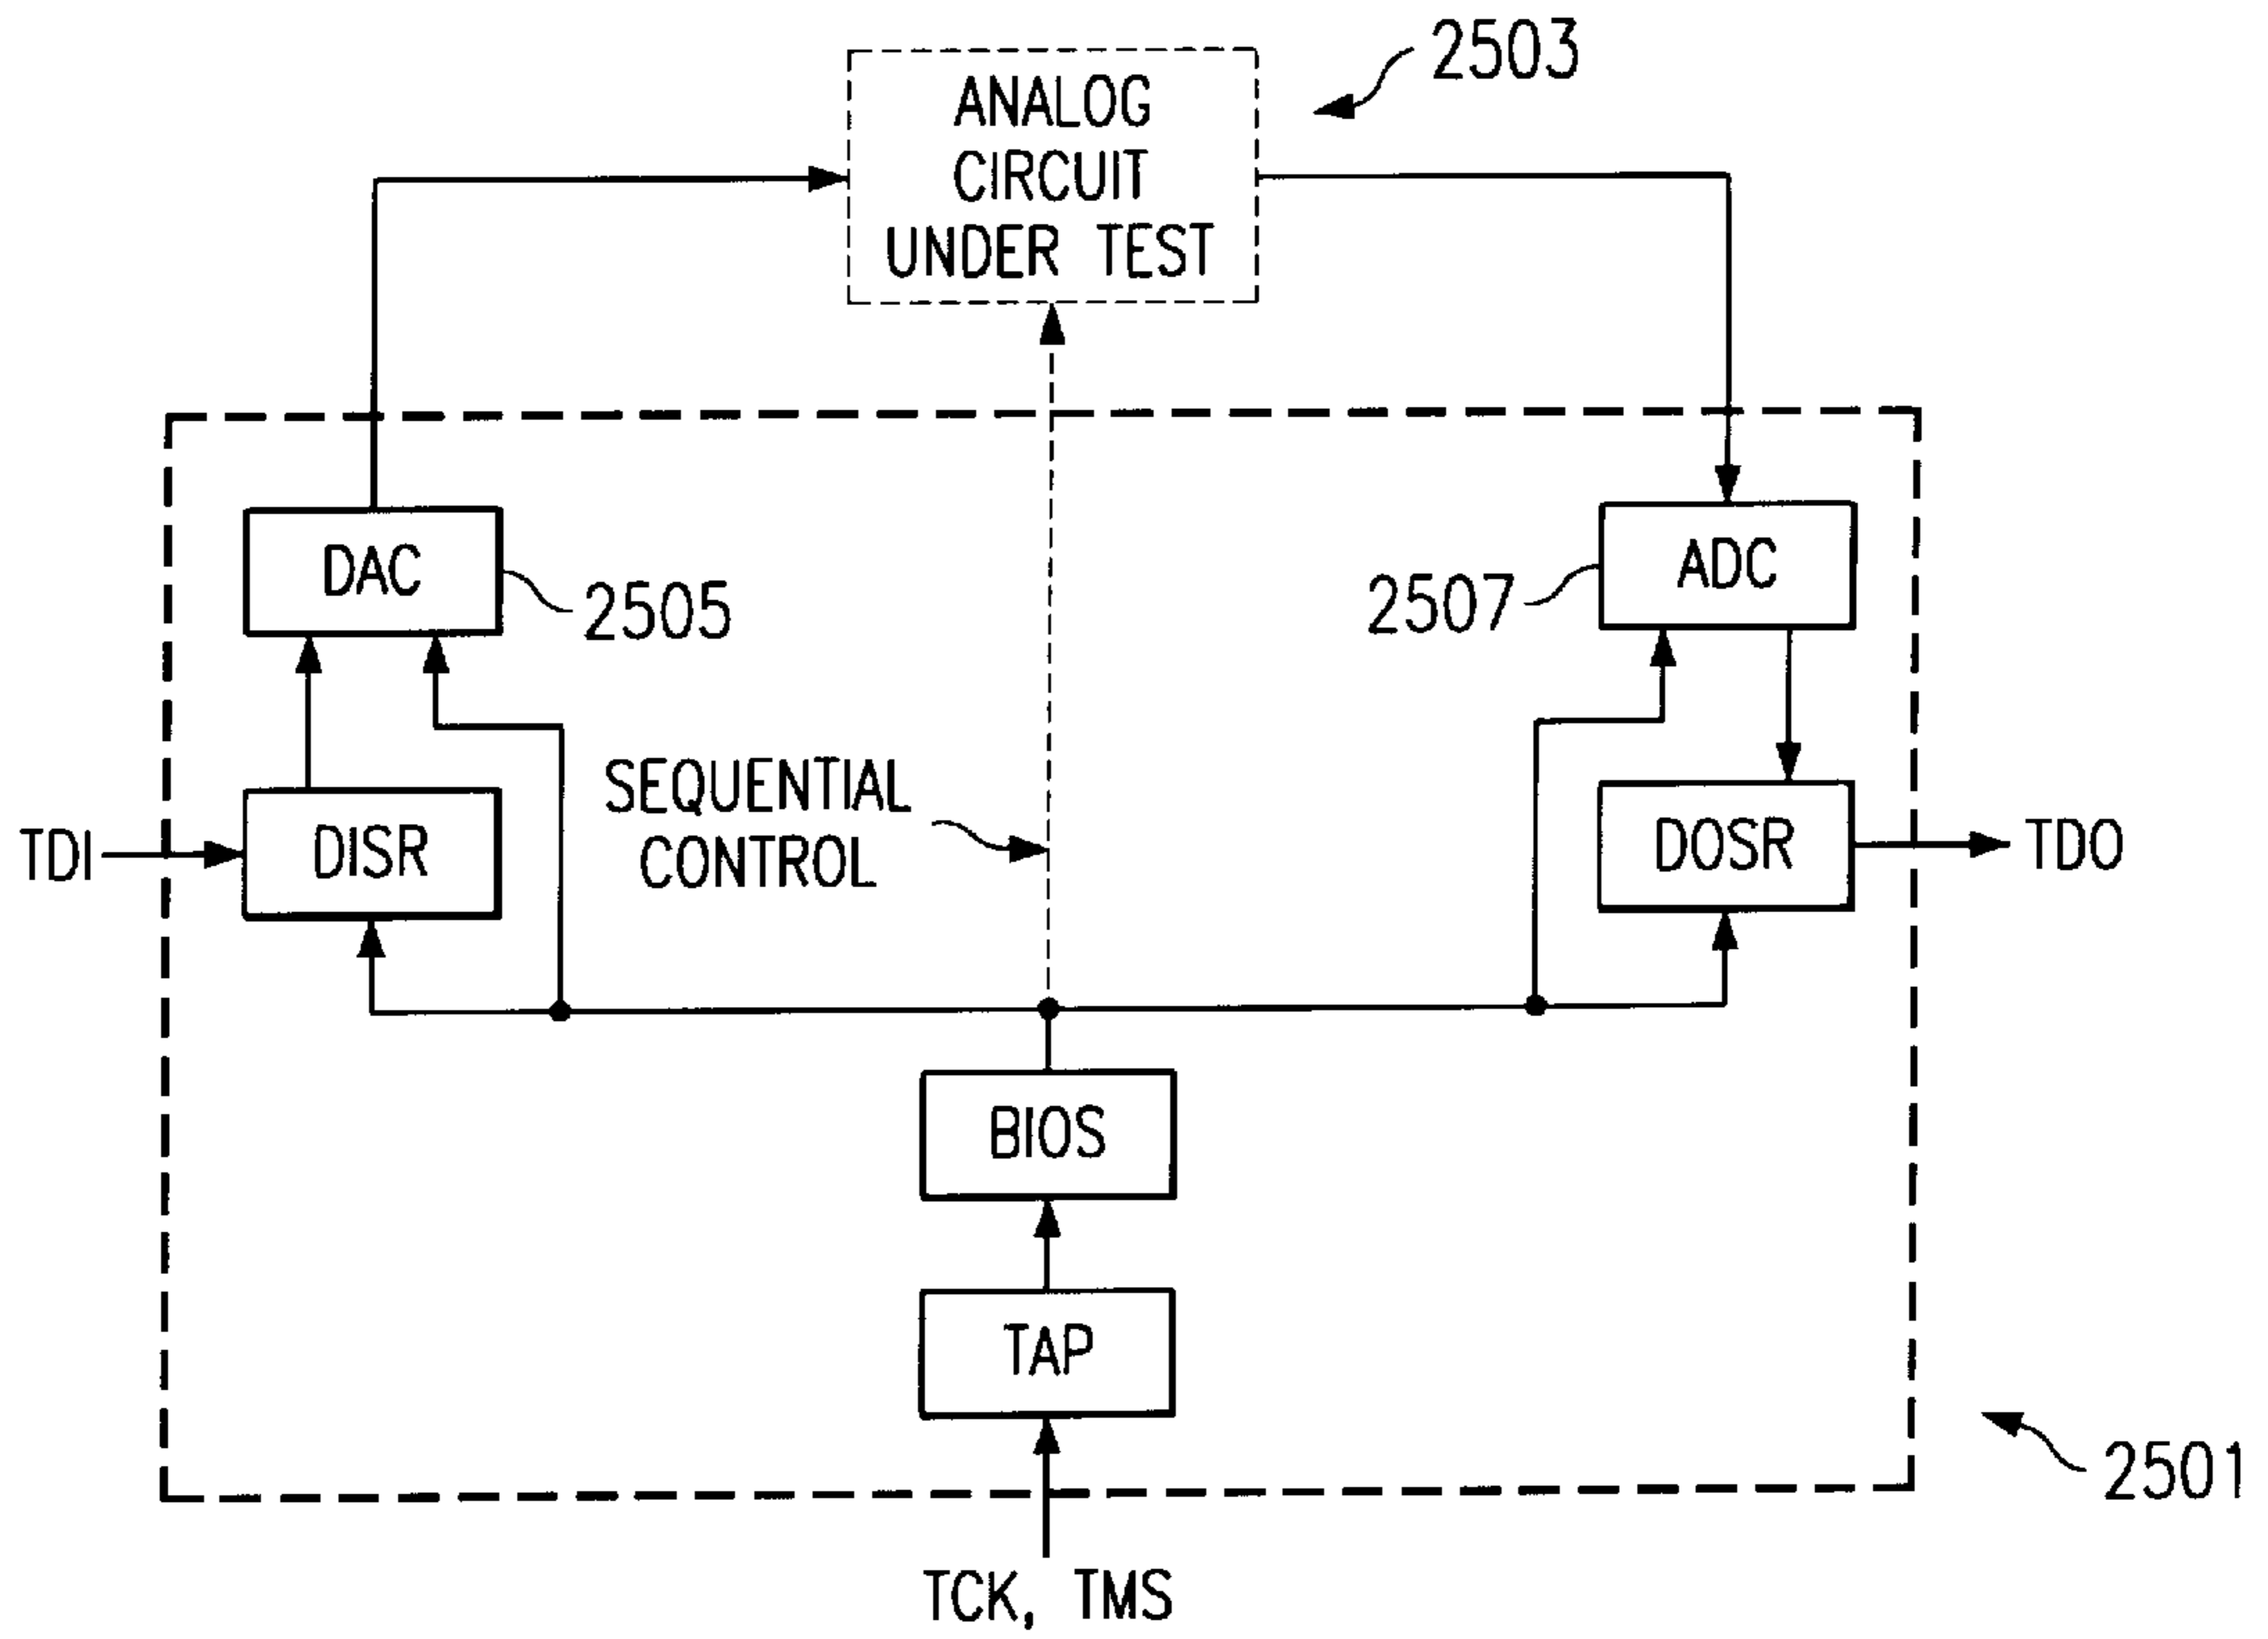 2503
ANALOG
CIRCUIT
UNDER TEST
DAC
2505
2507
ADC
SEQUENTIAL
CONTROL
TDI
DISR
DOSR
TDO
BIOS
TAP
2501
TCK, TMS